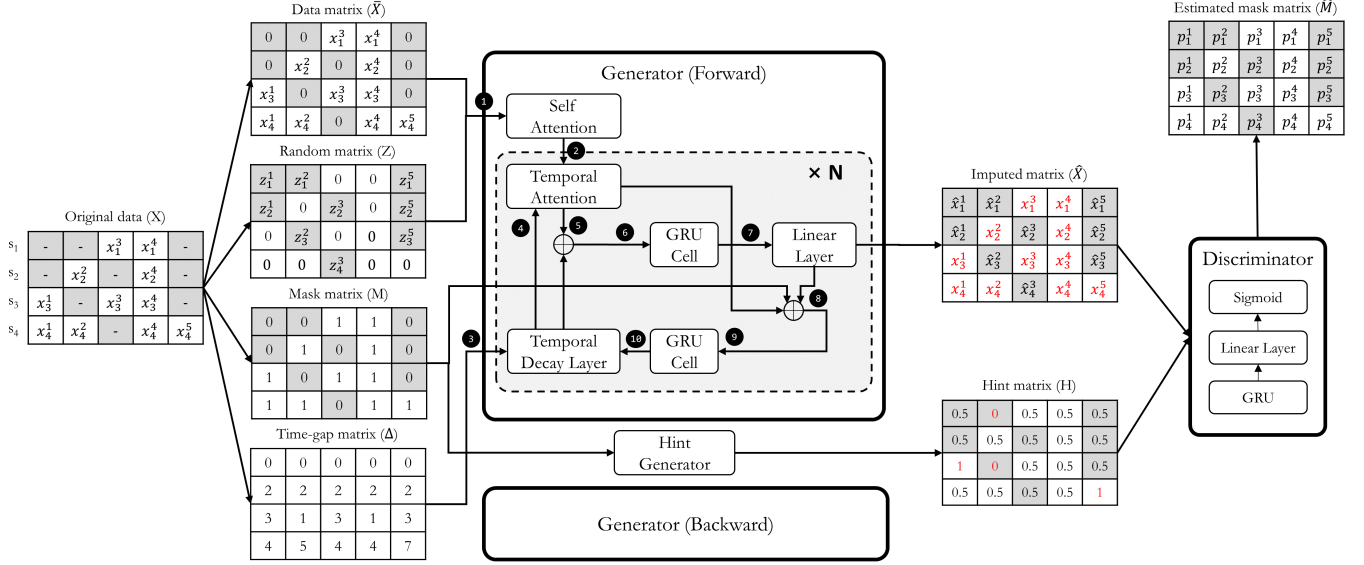 Data matrix (X̄)
0 0 x₁³ x₁⁴ 0
0 x₂² 0 x₂⁴ 0
x₃¹ 0 x₃³ x₃⁴ 0
x₄¹ x₄² 0 x₄⁴ x₄⁵
Random matrix (Z)
z₁¹ z₁² 0 0 z₁⁵
z₂¹ 0 z₂³ 0 z₂⁵
0 z₃² 0 0 z₃⁵
0 0 z₄³ 0 0
Original data (X)
s₁ - - x₁³ x₁⁴ -
s₂ - x₂² - x₂⁴ -
s₃ x₃¹ - x₃³ x₃⁴ -
s₄ x₄¹ x₄² - x₄⁴ x₄⁵
Mask matrix (M)
0 0 1 1 0
0 1 0 1 0
1 0 1 1 0
1 1 0 1 1
Time-gap matrix (Δ)
0 0 0 0 0
2 2 2 2 2
3 1 3 1 3
4 5 4 4 7
Generator (Forward)
1
Self
Attention
2
× N
Temporal
Attention
4
5
6
GRU
Cell
7
Linear
Layer
8
3
Temporal
Decay Layer
10
GRU
Cell
9
Hint
Generator
Generator (Backward)
Imputed matrix (X̂)
x̂₁¹ x̂₁² x₁³ x₁⁴ x̂₁⁵
x̂₂¹ x₂² x̂₂³ x₂⁴ x̂₂⁵
x₃¹ x̂₃² x₃³ x₃⁴ x̂₃⁵
x₄¹ x₄² x̂₄³ x₄⁴ x₄⁵
Hint matrix (H)
0.5 0 0.5 0.5 0.5
0.5 0.5 0.5 0.5 0.5
1 0 0.5 0.5 0.5
0.5 0.5 0.5 0.5 1
Estimated mask matrix (M̂)
p₁¹ p₁² p₁³ p₁⁴ p₁⁵
p₂¹ p₂² p₂³ p₂⁴ p₂⁵
p₃¹ p₃² p₃³ p₃⁴ p₃⁵
p₄¹ p₄² p₄³ p₄⁴ p₄⁵
Discriminator
Sigmoid
Linear Layer
GRU